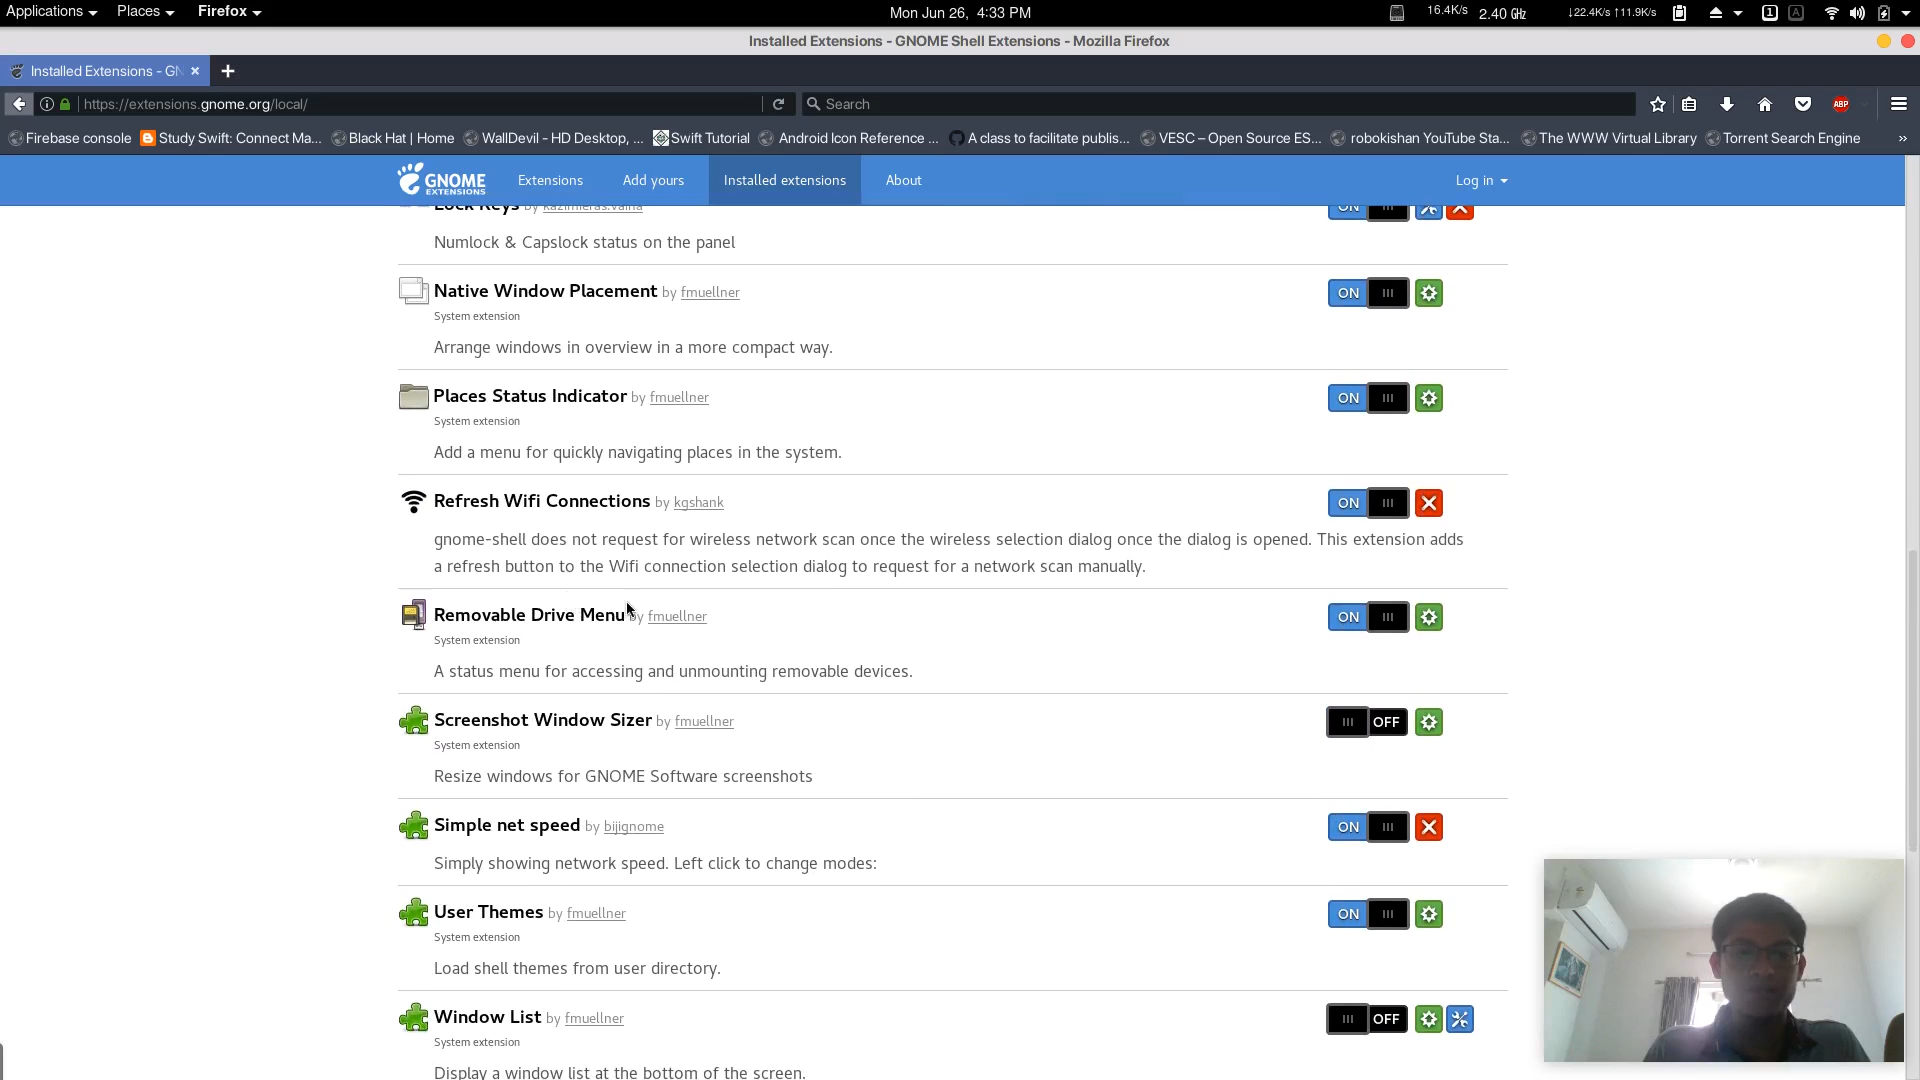 Applications Places Firefox Mon Jun 26, 4:33 PM 16.4K/s 2.40 GHz ↓22.4K/s ↑11.9K/s 1 A
Installed Extensions - GNOME Shell Extensions - Mozilla Firefox
Installed Extensions - GN
https://extensions.gnome.org/local/ Search ABP
Firebase console Study Swift: Connect Ma... Black Hat | Home WallDevil - HD Desktop, ... Swift Tutorial Android Icon Reference ... A class to facilitate publis... VESC – Open Source ES... robokishan YouTube Sta... The WWW Virtual Library Torrent Search Engine »
GNOME EXTENSIONS Extensions Add yours Installed extensions About Log in
Lock Keys by kazimieras.vaina ON
Numlock & Capslock status on the panel
Native Window Placement by fmuellner ON
System extension
Arrange windows in overview in a more compact way.
Places Status Indicator by fmuellner ON
System extension
Add a menu for quickly navigating places in the system.
Refresh Wifi Connections by kgshank ON
gnome-shell does not request for wireless network scan once the wireless selection dialog once the dialog is opened. This extension adds
a refresh button to the Wifi connection selection dialog to request for a network scan manually.
Removable Drive Menu by fmuellner ON
System extension
A status menu for accessing and unmounting removable devices.
Screenshot Window Sizer by fmuellner OFF
System extension
Resize windows for GNOME Software screenshots
Simple net speed by bijignome ON
Simply showing network speed. Left click to change modes:
User Themes by fmuellner ON
System extension
Load shell themes from user directory.
Window List by fmuellner OFF
System extension
Display a window list at the bottom of the screen.